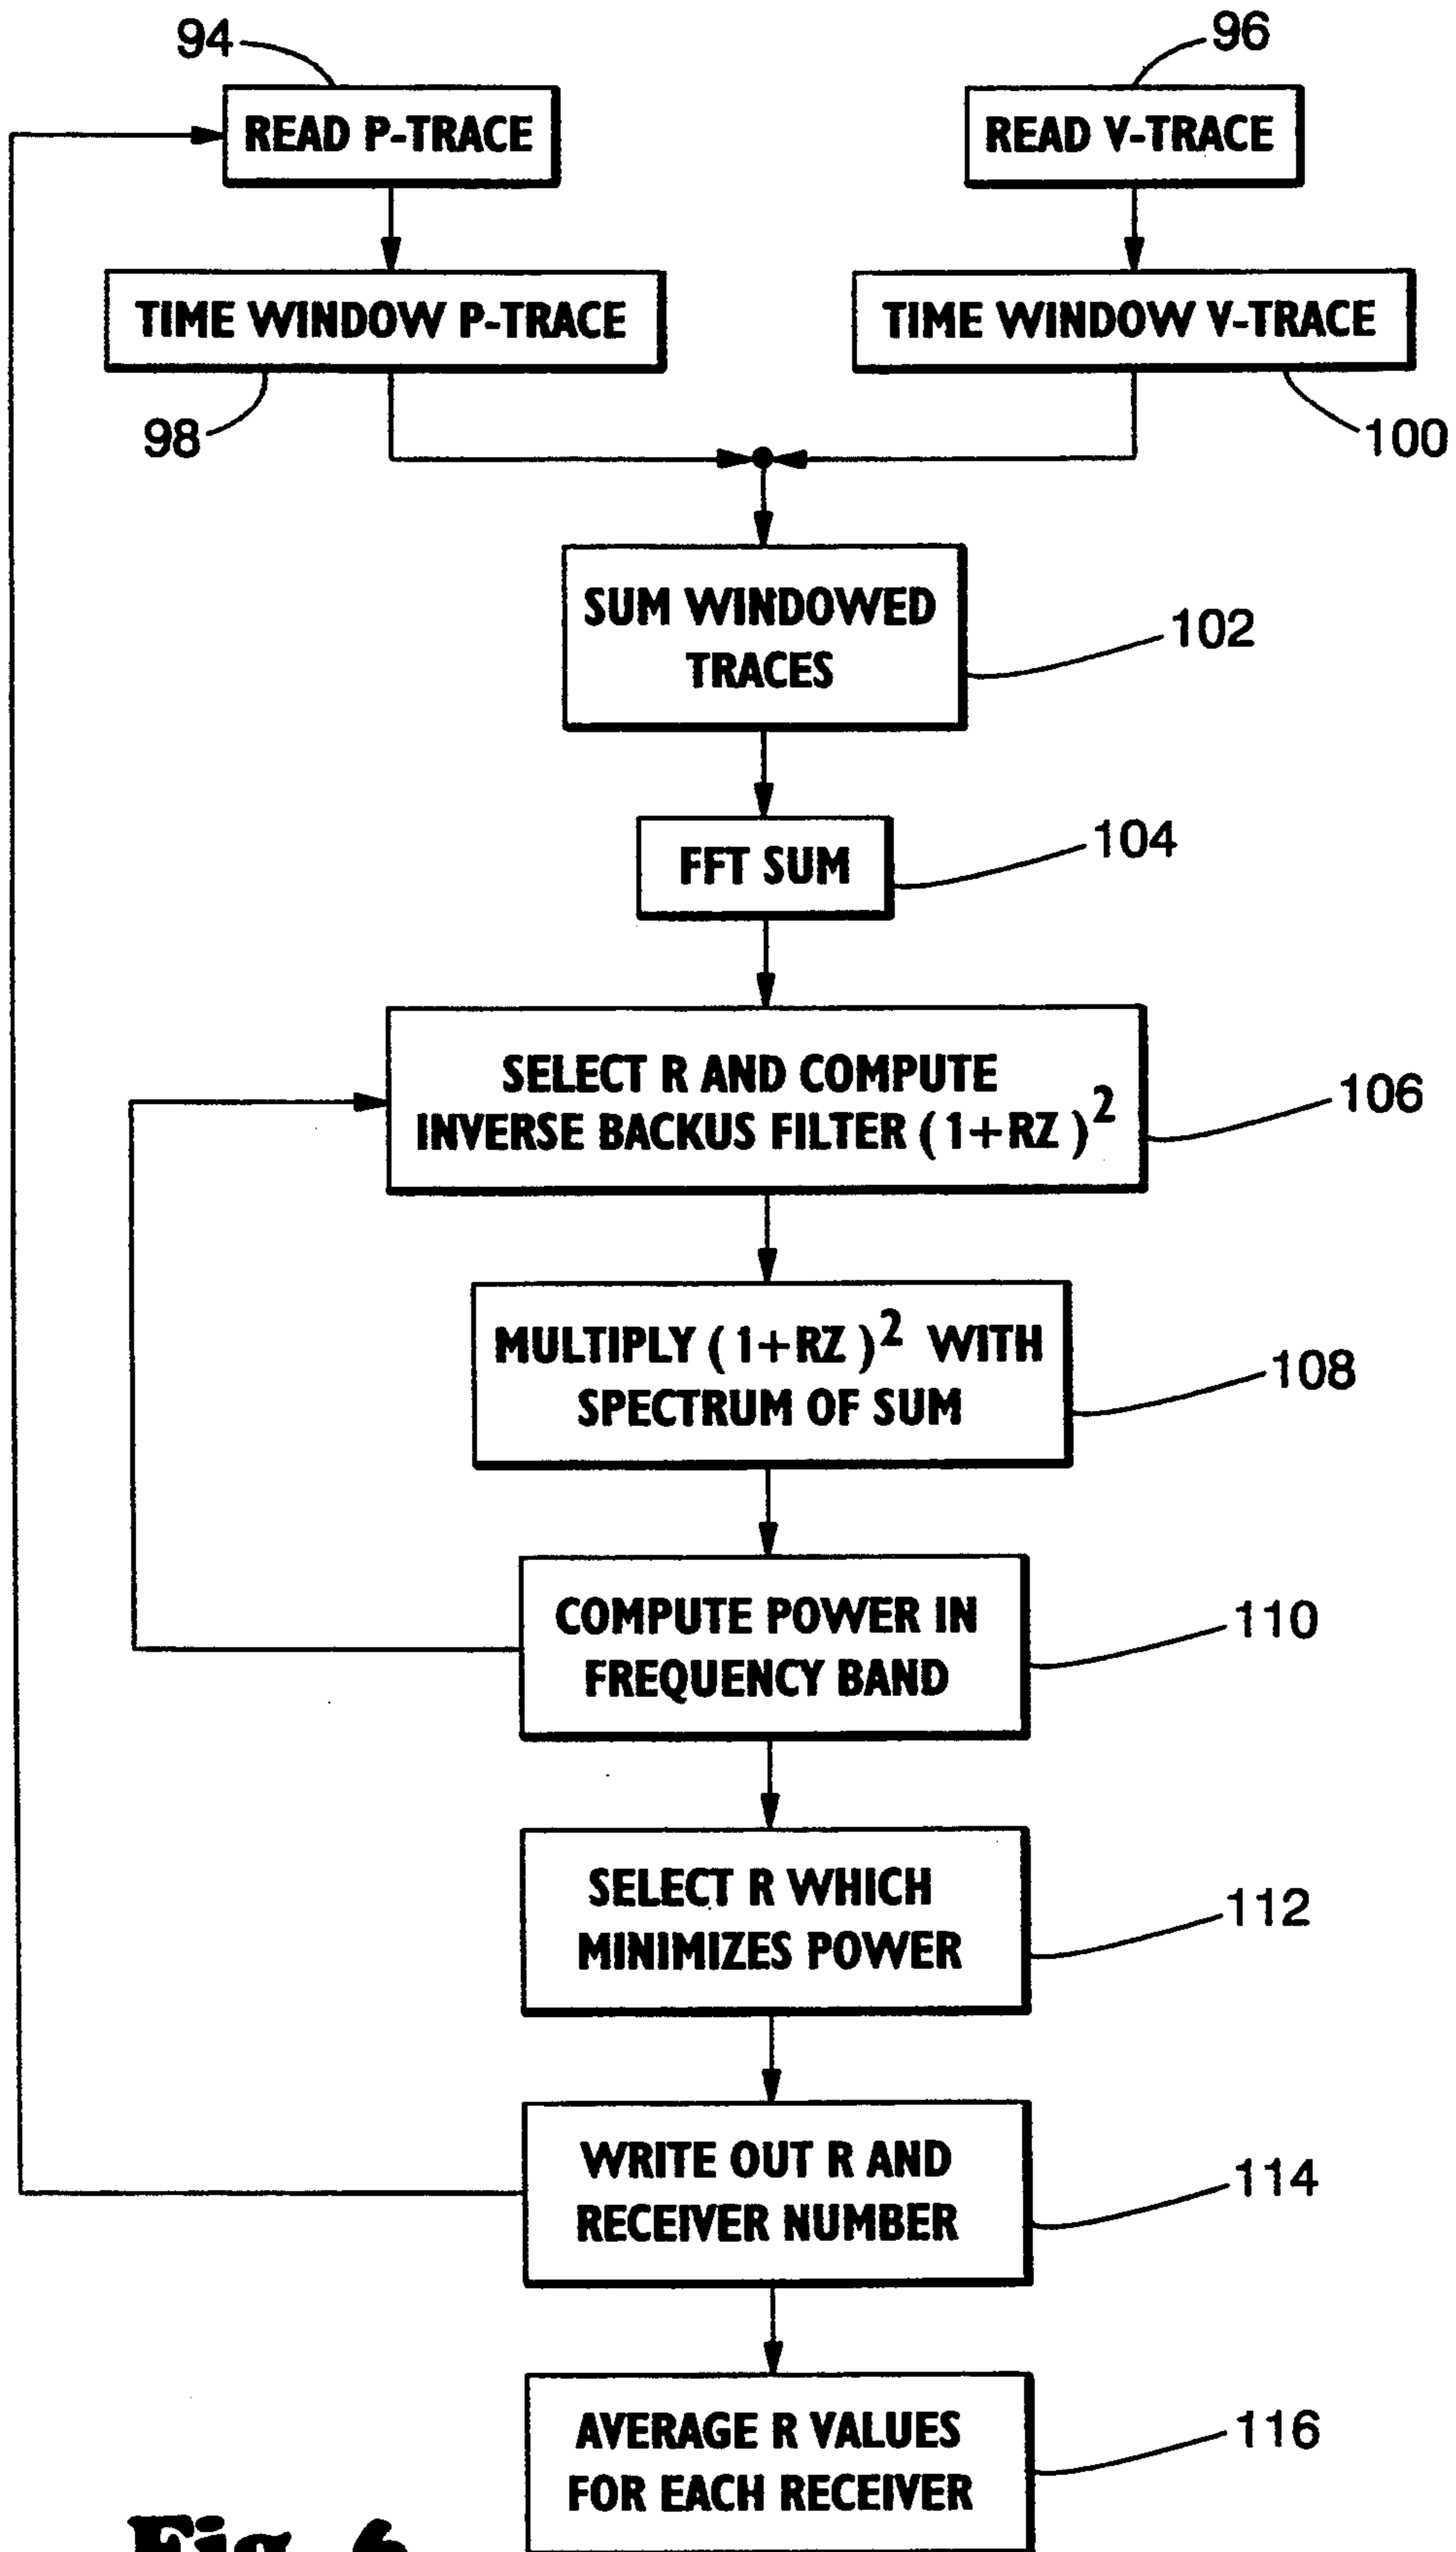 94
96
READ P-TRACE
READ V-TRACE
TIME WINDOW P-TRACE
TIME WINDOW V-TRACE
98
100
SUM WINDOWED
TRACES
102
FFT SUM
104
SELECT R AND COMPUTE
INVERSE BACKUS FILTER (1+RZ)²
106
MULTIPLY (1+RZ)² WITH
SPECTRUM OF SUM
108
COMPUTE POWER IN
FREQUENCY BAND
110
SELECT R WHICH
MINIMIZES POWER
112
WRITE OUT R AND
RECEIVER NUMBER
114
AVERAGE R VALUES
FOR EACH RECEIVER
116
Fig. 6